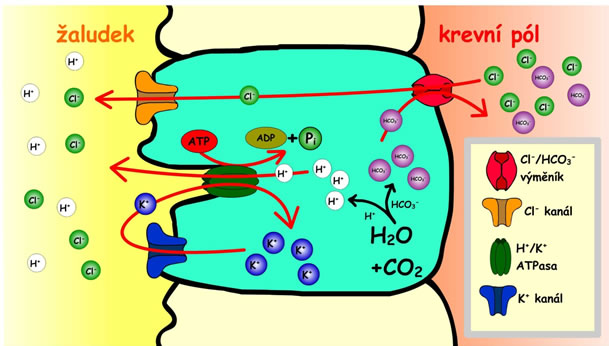 žaludek
krevní pól
H⁺
H⁺
Cl⁻
H⁺
Cl⁻
Cl⁻
H⁺
Cl⁻
H⁺
Cl⁻
Cl⁻
ATP
ADP
+
Pᵢ
H⁺
H⁺
H⁺
H⁺
K⁺
K⁺
K⁺
K⁺
K⁺
K⁺
HCO₃⁻
HCO₃⁻
HCO₃⁻
HCO₃⁻
H⁺
HCO₃⁻
H₂O
+CO₂
Cl⁻
HCO₃⁻
Cl⁻
HCO₃⁻
Cl⁻
Cl⁻
HCO₃⁻
Cl⁻/HCO₃⁻
výměník
Cl⁻ kanál
H⁺/K⁺
ATPasa
K⁺ kanál